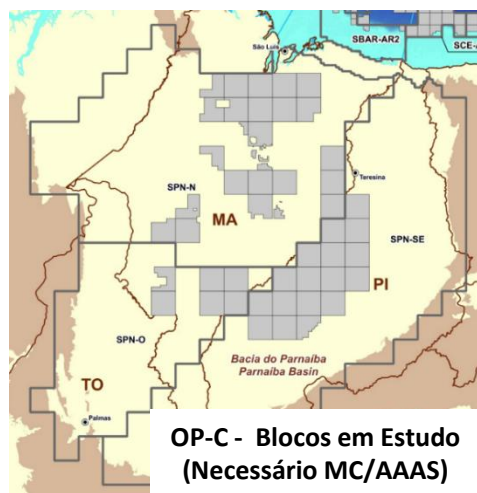 SBAR-AR2
São Luís
SCE-
SPN-N
Teresina
MA
SPN-SE
PI
SPN-O
Bacia do Parnaíba
Parnaíba Basin
TO
Palmas
OP-C - Blocos em Estudo
(Necessário MC/AAAS)